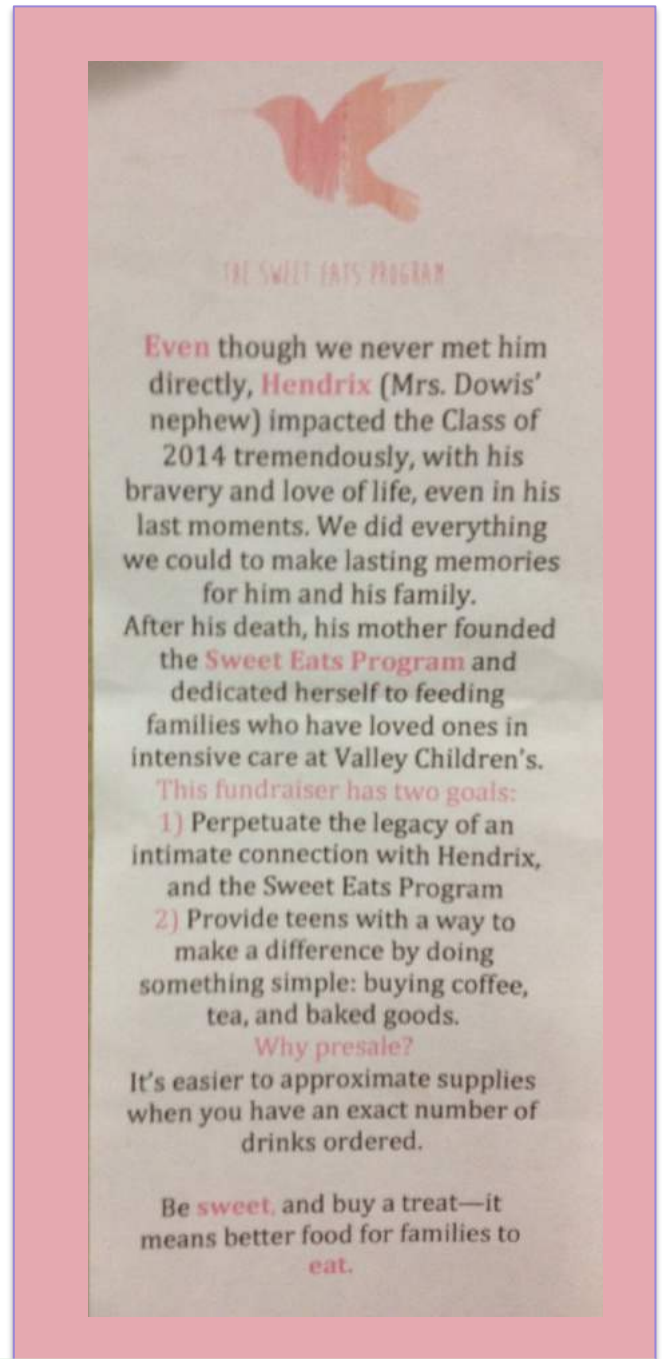 THE SWEET EATS PROGRAM
Even though we never met him
directly, Hendrix (Mrs. Dowis'
nephew) impacted the Class of
2014 tremendously, with his
bravery and love of life, even in his
last moments. We did everything
we could to make lasting memories
for him and his family.
After his death, his mother founded
the Sweet Eats Program and
dedicated herself to feeding
families who have loved ones in
intensive care at Valley Children's.
This fundraiser has two goals:
1) Perpetuate the legacy of an
intimate connection with Hendrix,
and the Sweet Eats Program
2) Provide teens with a way to
make a difference by doing
something simple: buying coffee,
tea, and baked goods.
Why presale?
It's easier to approximate supplies
when you have an exact number of
drinks ordered.
Be sweet, and buy a treat—it
means better food for families to
eat.